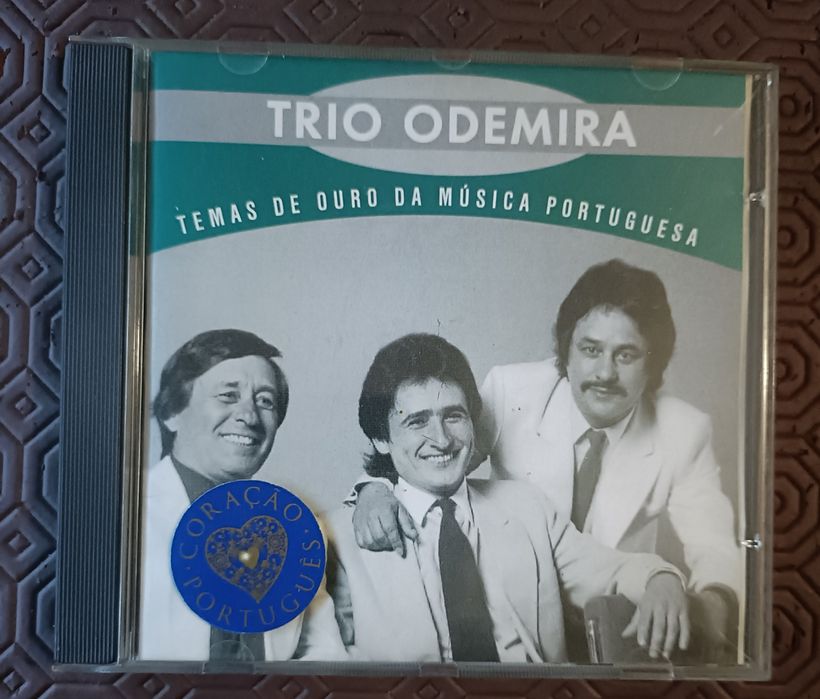 TRIO ODEMIRA
TEMAS DE OURO DA MÚSICA PORTUGUESA
CORAÇÃO
PORTUGUÊS